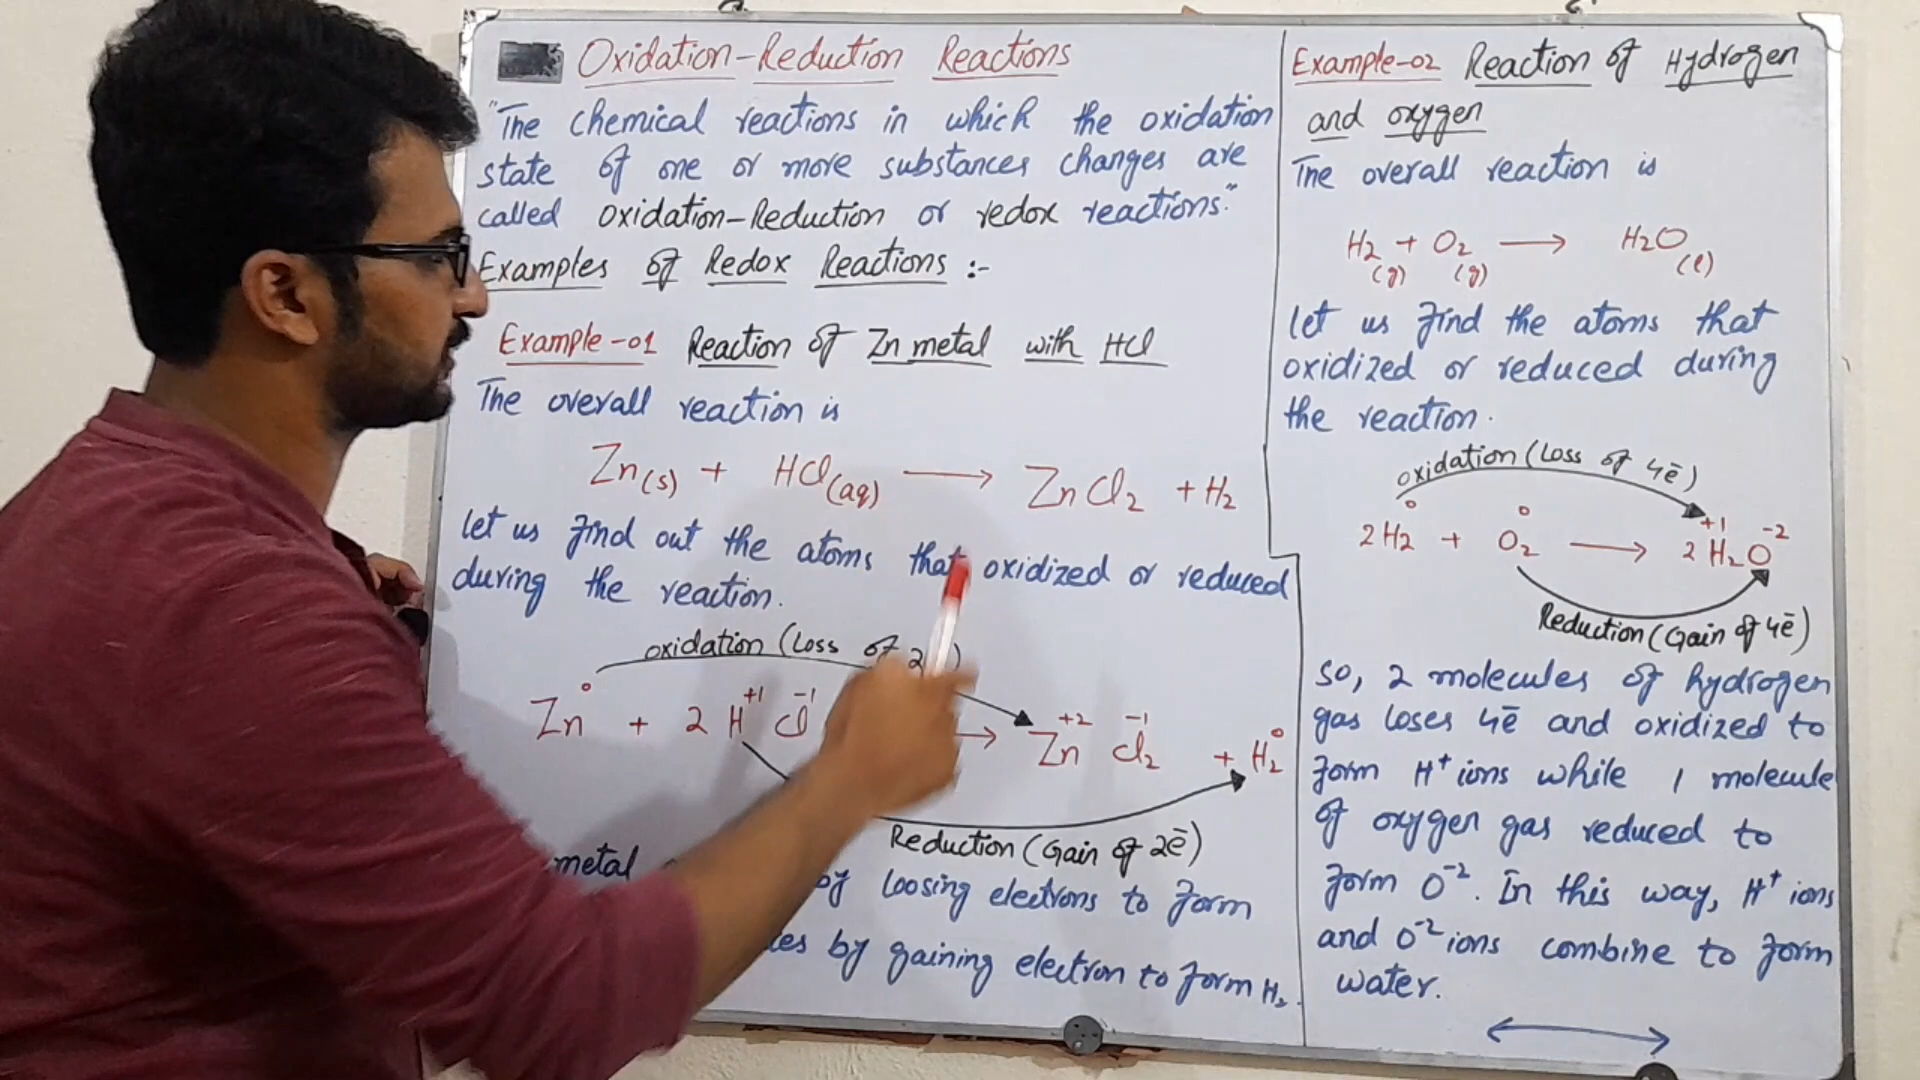 Oxidation-Reduction Reactions
"The chemical reactions in which the oxidation
state of one or more substances changes are
called oxidation-Reduction or redox reactions."
Examples of Redox Reactions :-
Example-01 Reaction of Zn metal with HCl
The overall reaction is
Zn(s) + HCl(aq) → ZnCl2 + H2
let us find out the atoms that oxidized or reduced
during the reaction.
oxidation (Loss of 2
Zn⁰ + 2 H⁺¹ Cl⁻¹ → Zn⁺² Cl₂⁻¹ + H₂⁰
Reduction (Gain of 2ē)
metal by loosing electrons to form
by gaining electron to form H2.
Example-02 Reaction of Hydrogen
and oxygen
The overall reaction is
H2(g) + O2(g) → H2O(l)
let us find the atoms that
oxidized or reduced during
the reaction.
oxidation (Loss of 4ē)
2H₂⁰ + O₂⁰ → 2H₂⁺¹O⁻²
Reduction (Gain of 4ē)
so, 2 molecules of hydrogen
gas loses 4ē and oxidized to
form H⁺ ions while 1 molecule
of oxygen gas reduced to
form O⁻². In this way, H⁺ ions
and O⁻² ions combine to form
water.